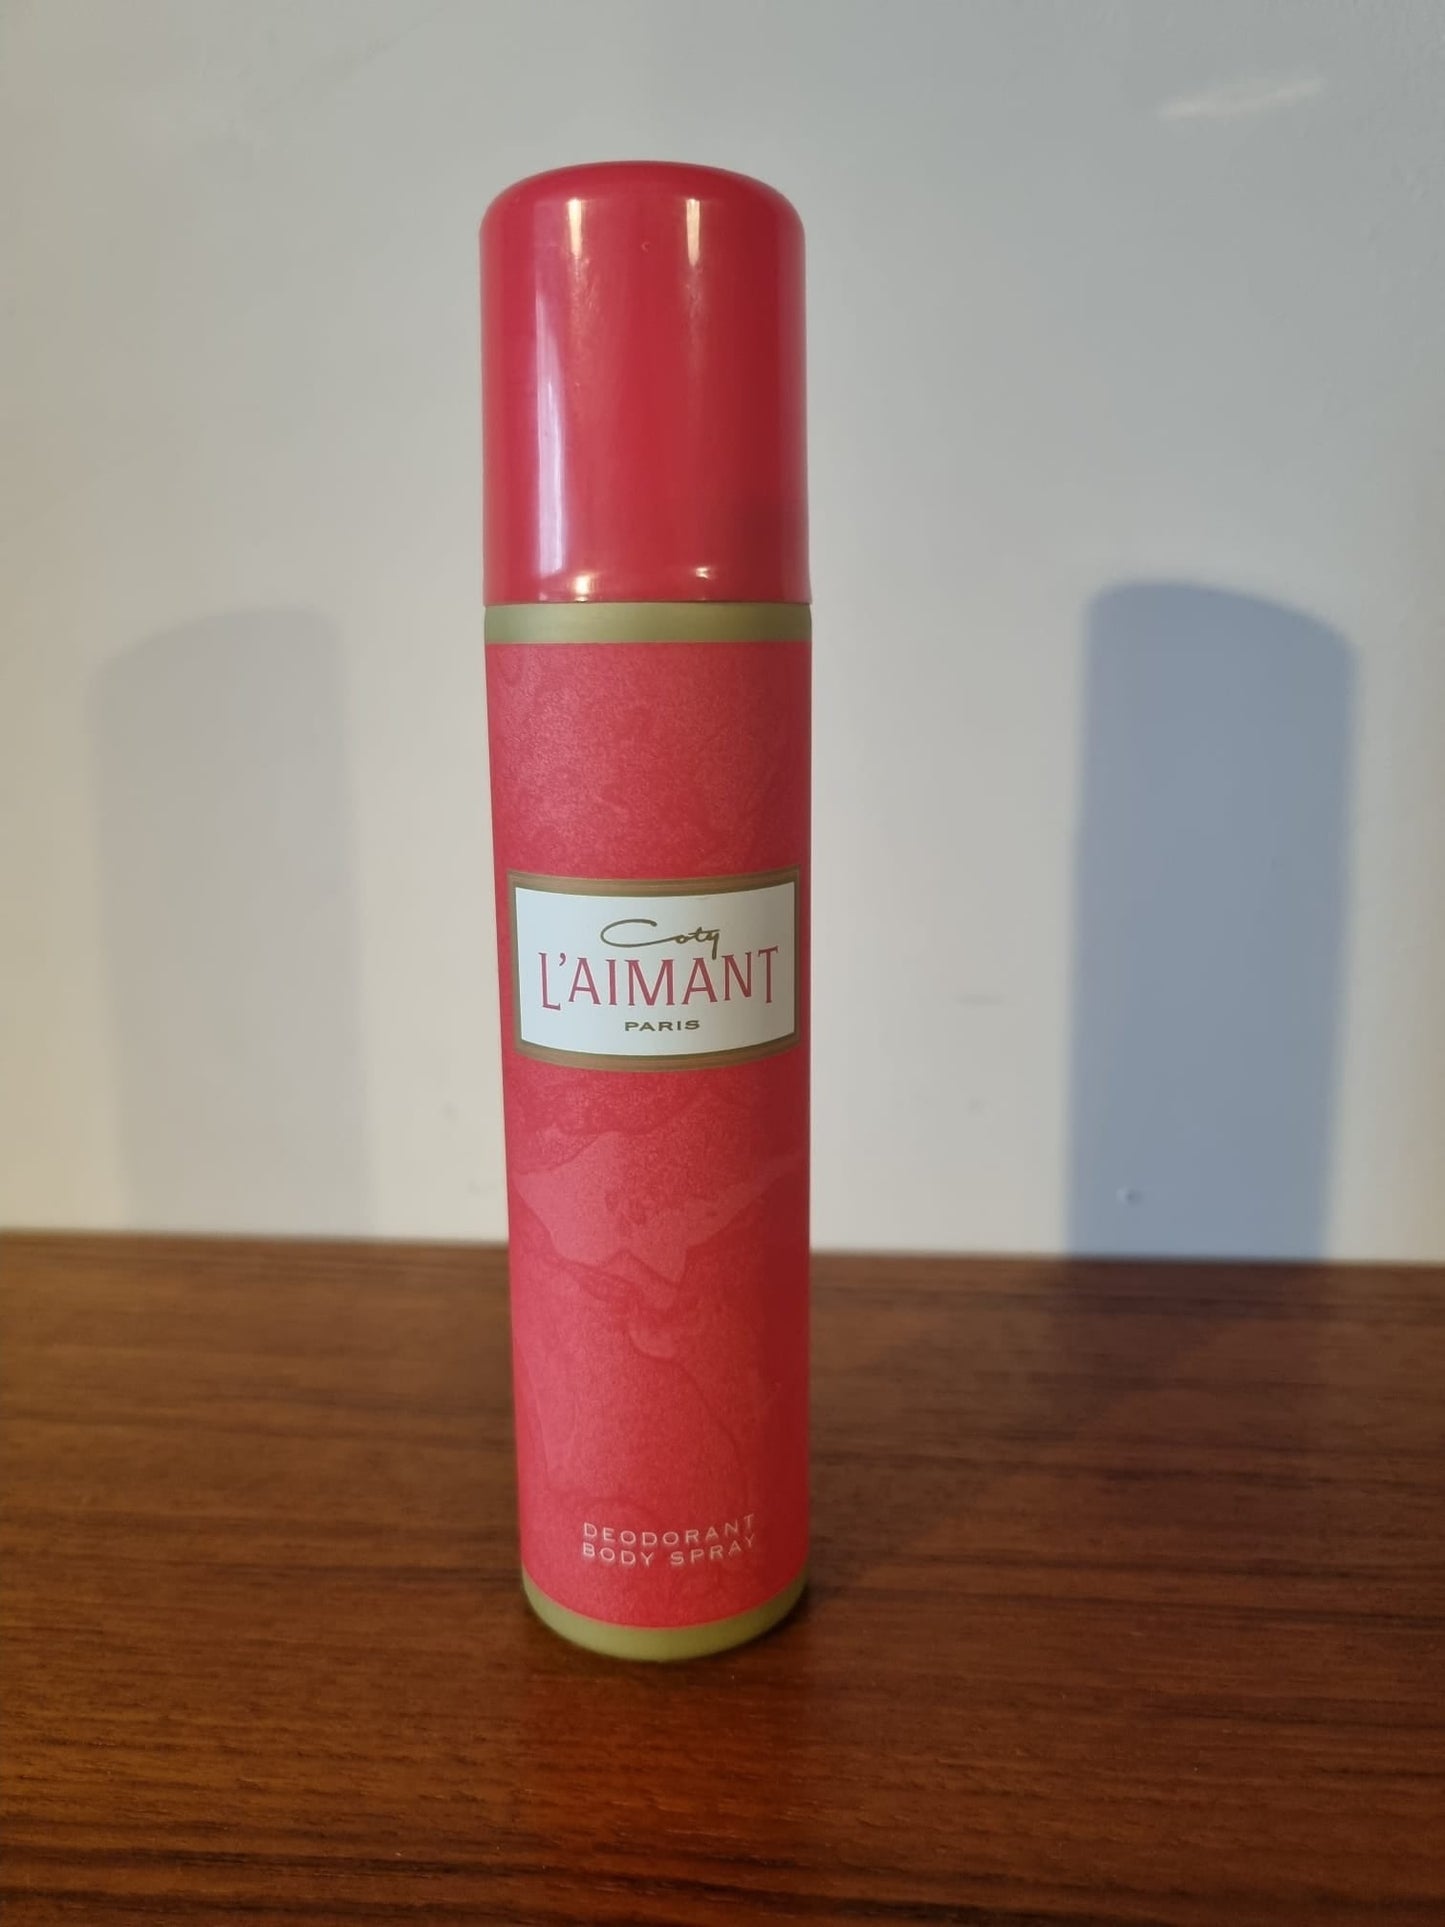 Coty
L'AIMANT
PARIS
DEODORANT
BODY SPRAY